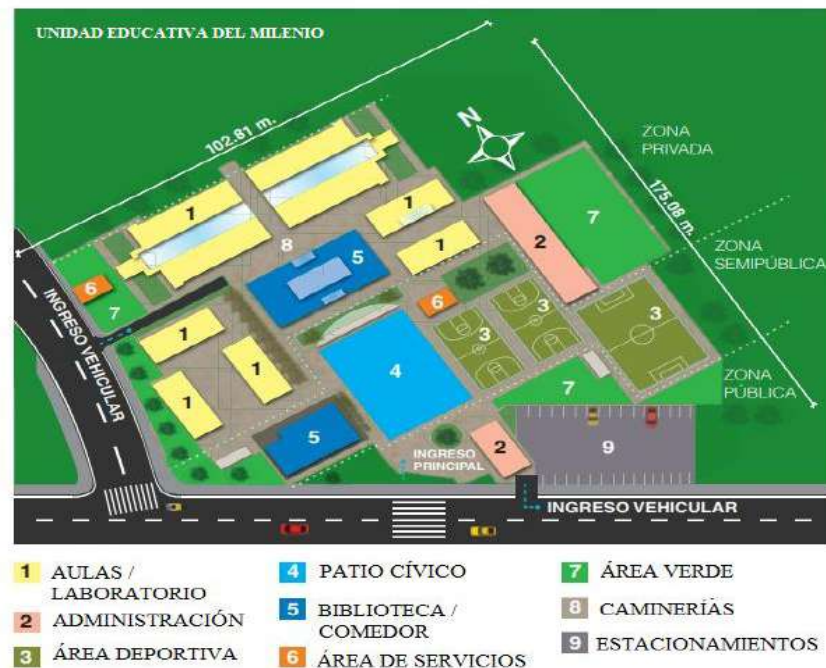 UNIDAD EDUCATIVA DEL MILENIO
102.81 m.
N
ZONA
PRIVADA
175.08 m.
1
1
7
1
2
8
5
1
ZONA
SEMIPÚBLICA
6
7
INGRESO VEHICULAR
6
3
3
3
1
1
1
4
7
ZONA
PÚBLICA
5
2
9
INGRESO
PRINCIPAL
INGRESO VEHICULAR
1 AULAS /
LABORATORIO
2 ADMINISTRACIÓN
3 ÁREA DEPORTIVA
4 PATIO CÍVICO
5 BIBLIOTECA /
COMEDOR
6 ÁREA DE SERVICIOS
7 ÁREA VERDE
8 CAMINERÍAS
9 ESTACIONAMIENTOS